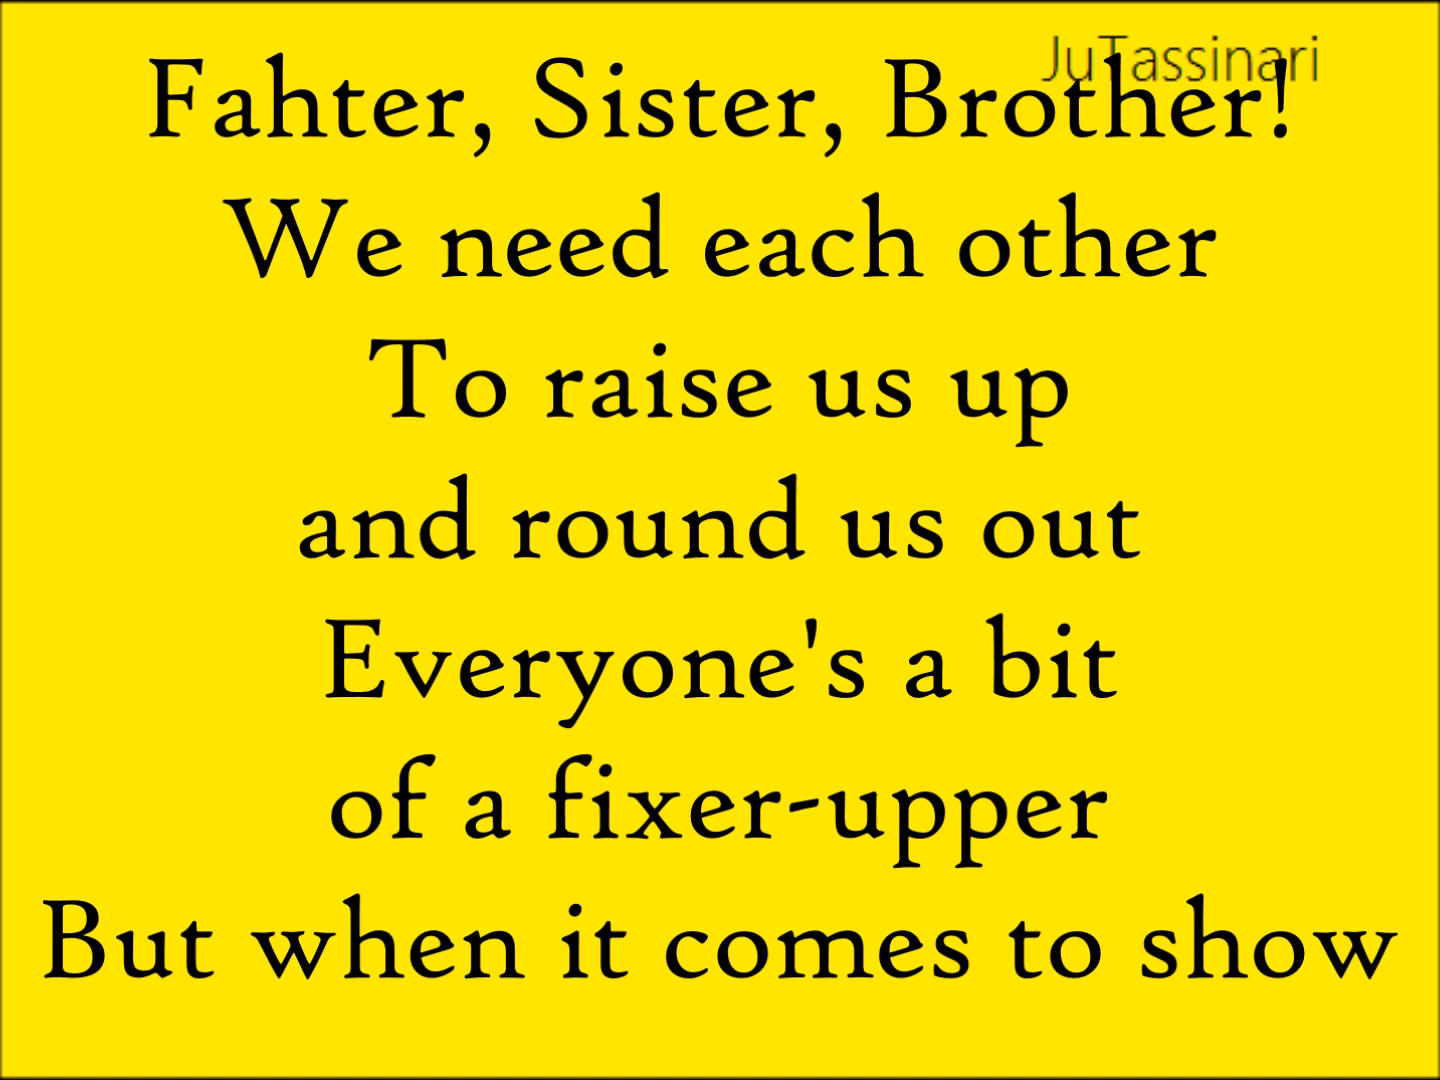 JuTassinari
Fahter, Sister, Brother!
We need each other
To raise us up
and round us out
Everyone's a bit
of a fixer-upper
But when it comes to show